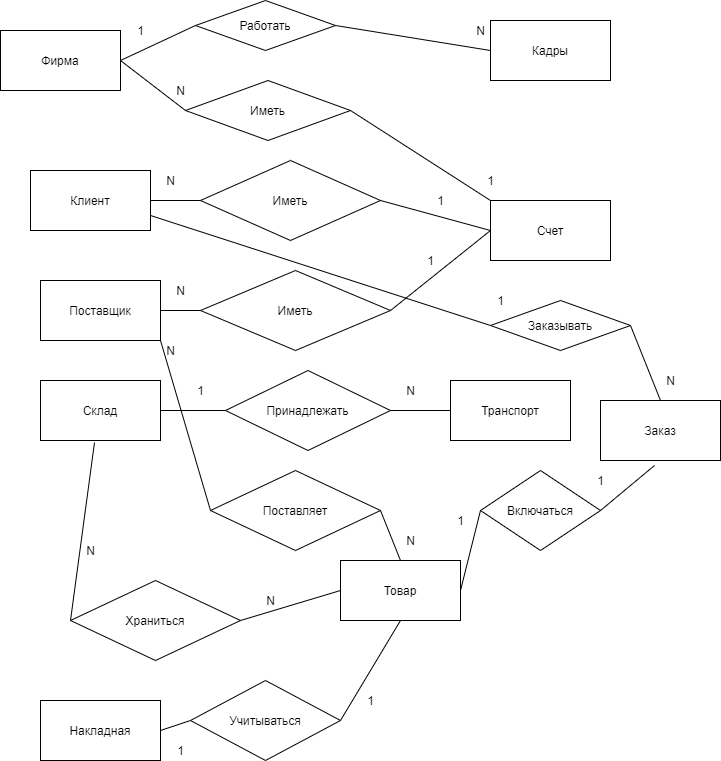 1
Работать
N
Фирма
Кадры
N
Иметь
1
Клиент
N
Иметь
1
Счет
1
Поставщик
N
Иметь
1
Заказывать
N
Склад
1
Принадлежать
N
Транспорт
N
Заказ
1
Поставляет
N
1
Включаться
N
Храниться
N
Товар
Накладная
1
Учитываться
1